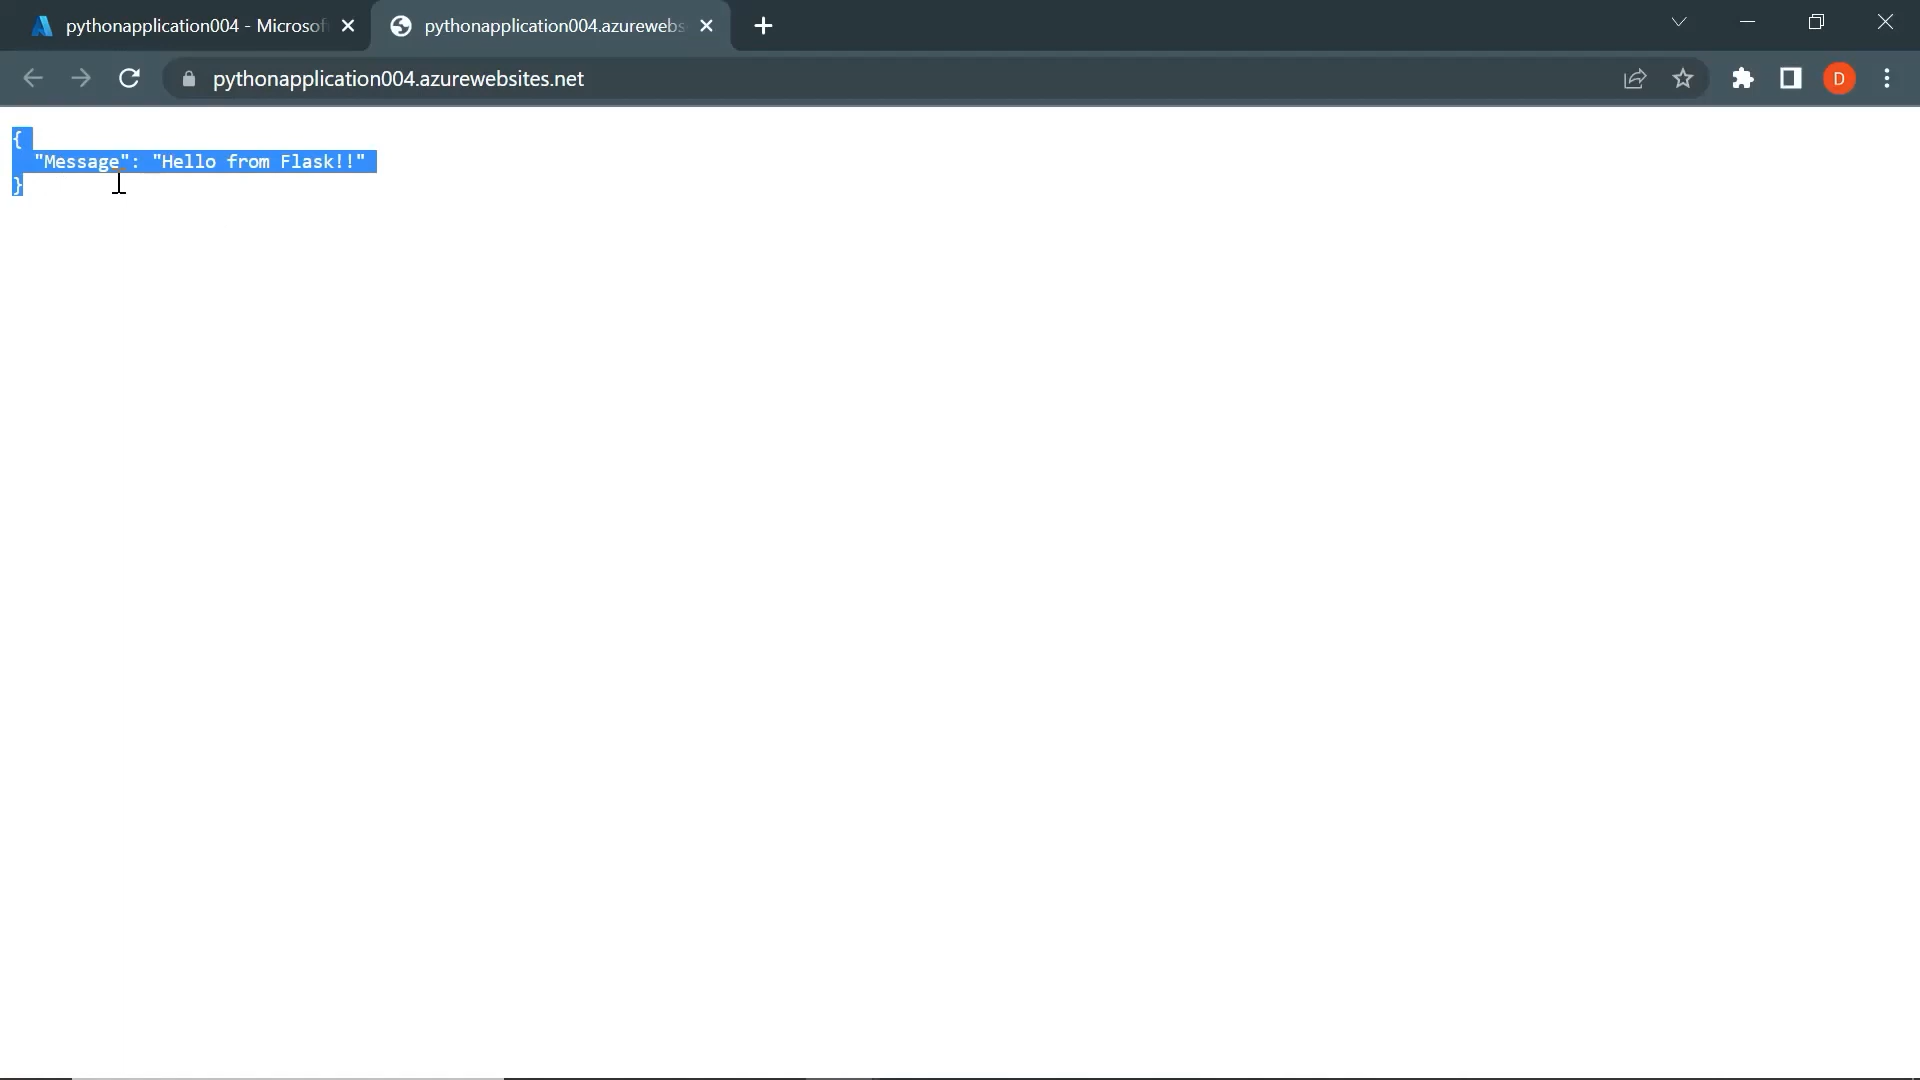 pythonapplication004 - Microsof
pythonapplication004.azurewebs
pythonapplication004.azurewebsites.net
D
{
"Message": "Hello from Flask!!"
}